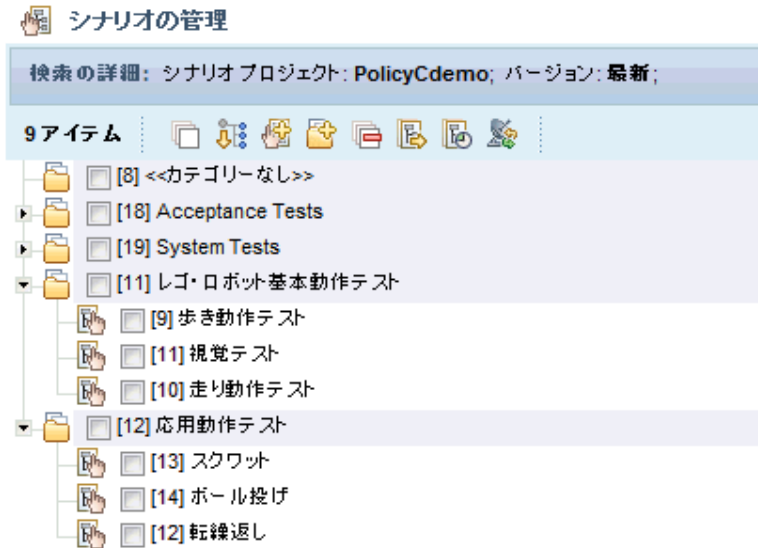 シナリオの管理
検索の詳細: シナリオプロジェクト: PolicyCdemo; バージョン: 最新;
9アイテム
[8] <<カテゴリーなし>>
[18] Acceptance Tests
[19] System Tests
[11] レゴ・ロボット基本動作テスト
[9]歩き動作テスト
[11] 視覚テスト
[10] 走り動作テスト
[12] 応用動作テスト
[13] スクワット
[14] ボール投げ
[12] 転繰返し